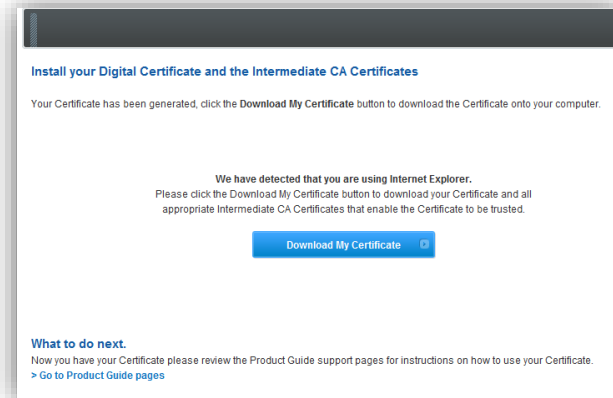 Install your Digital Certificate and the Intermediate CA Certificates
Your Certificate has been generated, click the Download My Certificate button to download the Certificate onto your computer.
We have detected that you are using Internet Explorer.
Please click the Download My Certificate button to download your Certificate and all
appropriate Intermediate CA Certificates that enable the Certificate to be trusted.
Download My Certificate
What to do next.
Now you have your Certificate please review the Product Guide support pages for instructions on how to use your Certificate.
> Go to Product Guide pages